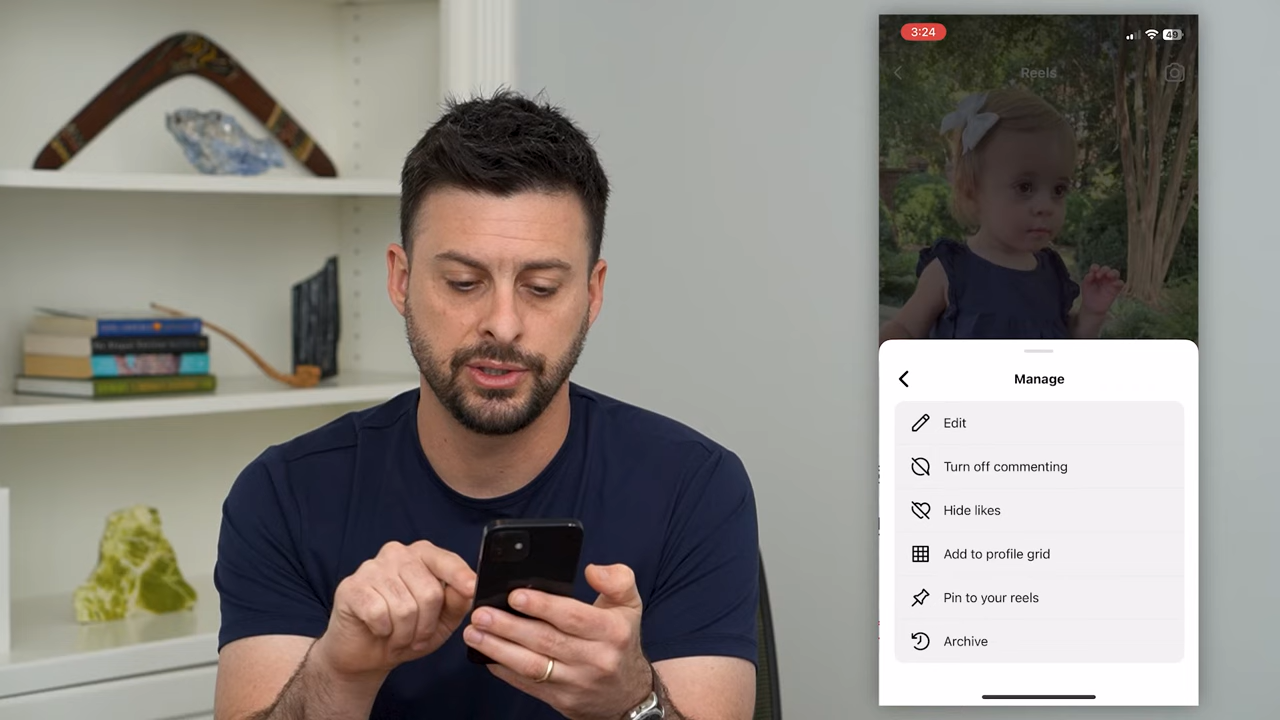 3:24
49
Reels
Manage
Edit
Turn off commenting
Hide likes
Add to profile grid
Pin to your reels
Archive